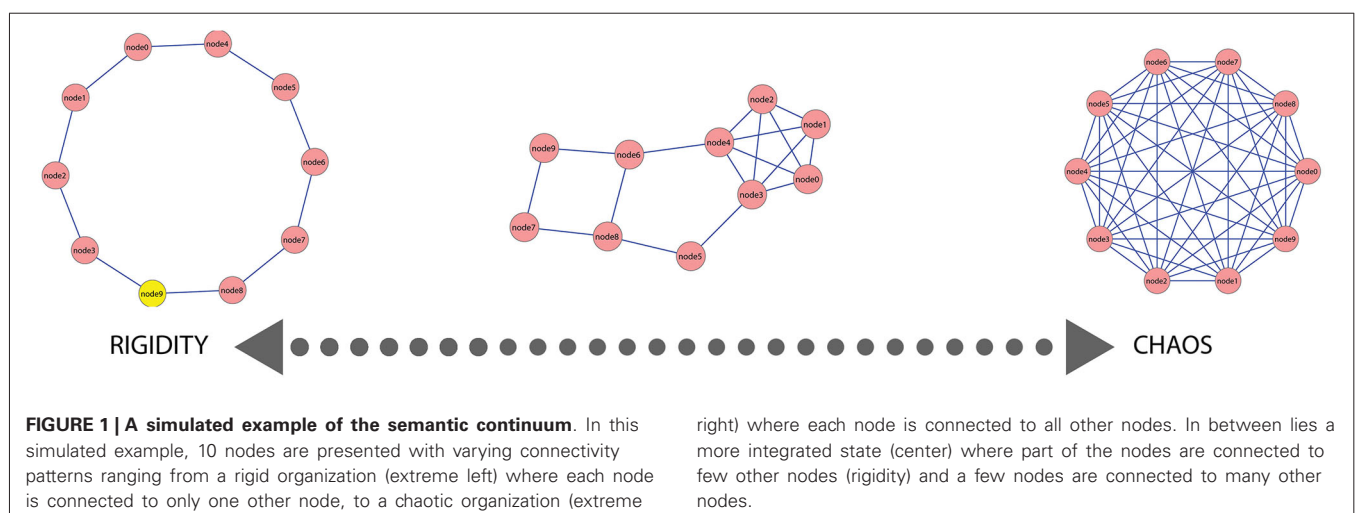 node0
node4
node1
node5
node2
node6
node3
node7
node9
node8
node2
node1
node4
node9
node6
node0
node3
node7
node8
node5
node6
node7
node5
node8
node4
node0
node3
node9
node2
node1
RIGIDITY
CHAOS
FIGURE 1 | A simulated example of the semantic continuum. In this
simulated example, 10 nodes are presented with varying connectivity
patterns ranging from a rigid organization (extreme left) where each node
is connected to only one other node, to a chaotic organization (extreme
right) where each node is connected to all other nodes. In between lies a
more integrated state (center) where part of the nodes are connected to
few other nodes (rigidity) and a few nodes are connected to many other
nodes.